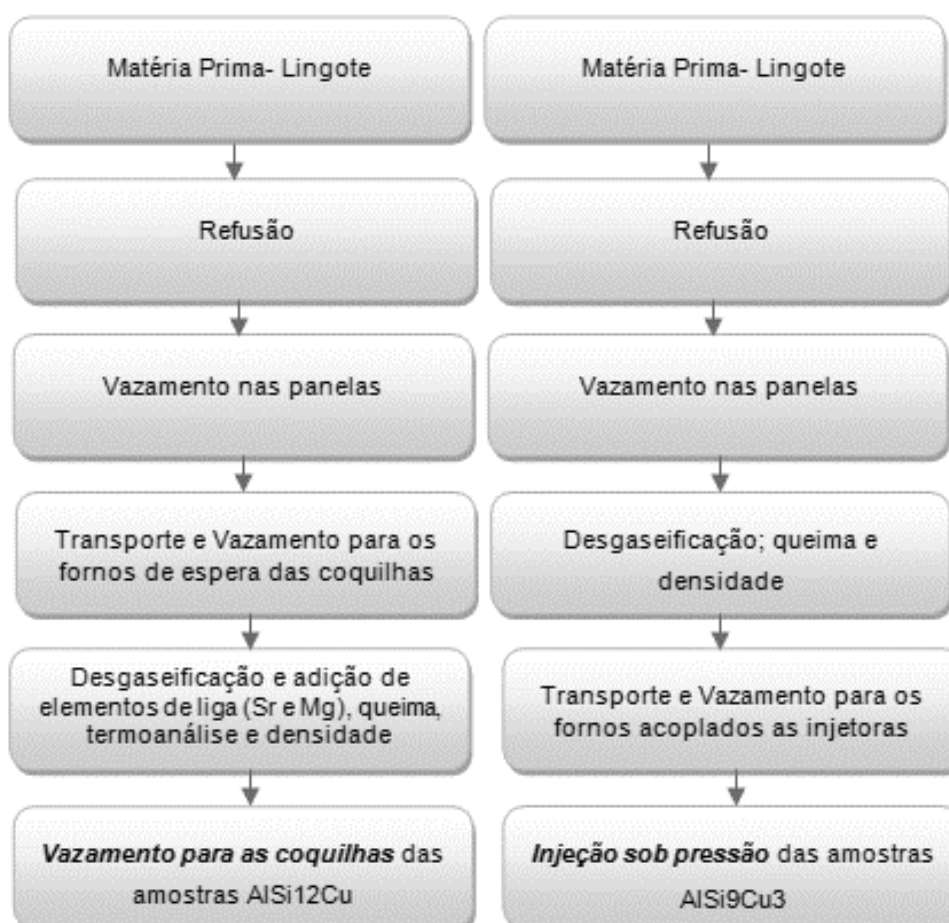 Matéria Prima- Lingote
Refusão
Vazamento nas panelas
Transporte e Vazamento para os
fornos de espera das coquilhas
Desgaseificação e adição de
elementos de liga (Sr e Mg), queima,
termoanálise e densidade
Vazamento para as coquilhas das
amostras AlSi12Cu
Matéria Prima- Lingote
Refusão
Vazamento nas panelas
Desgaseificação; queima e
densidade
Transporte e Vazamento para os
fornos acoplados as injetoras
Injeção sob pressão das amostras
AlSi9Cu3